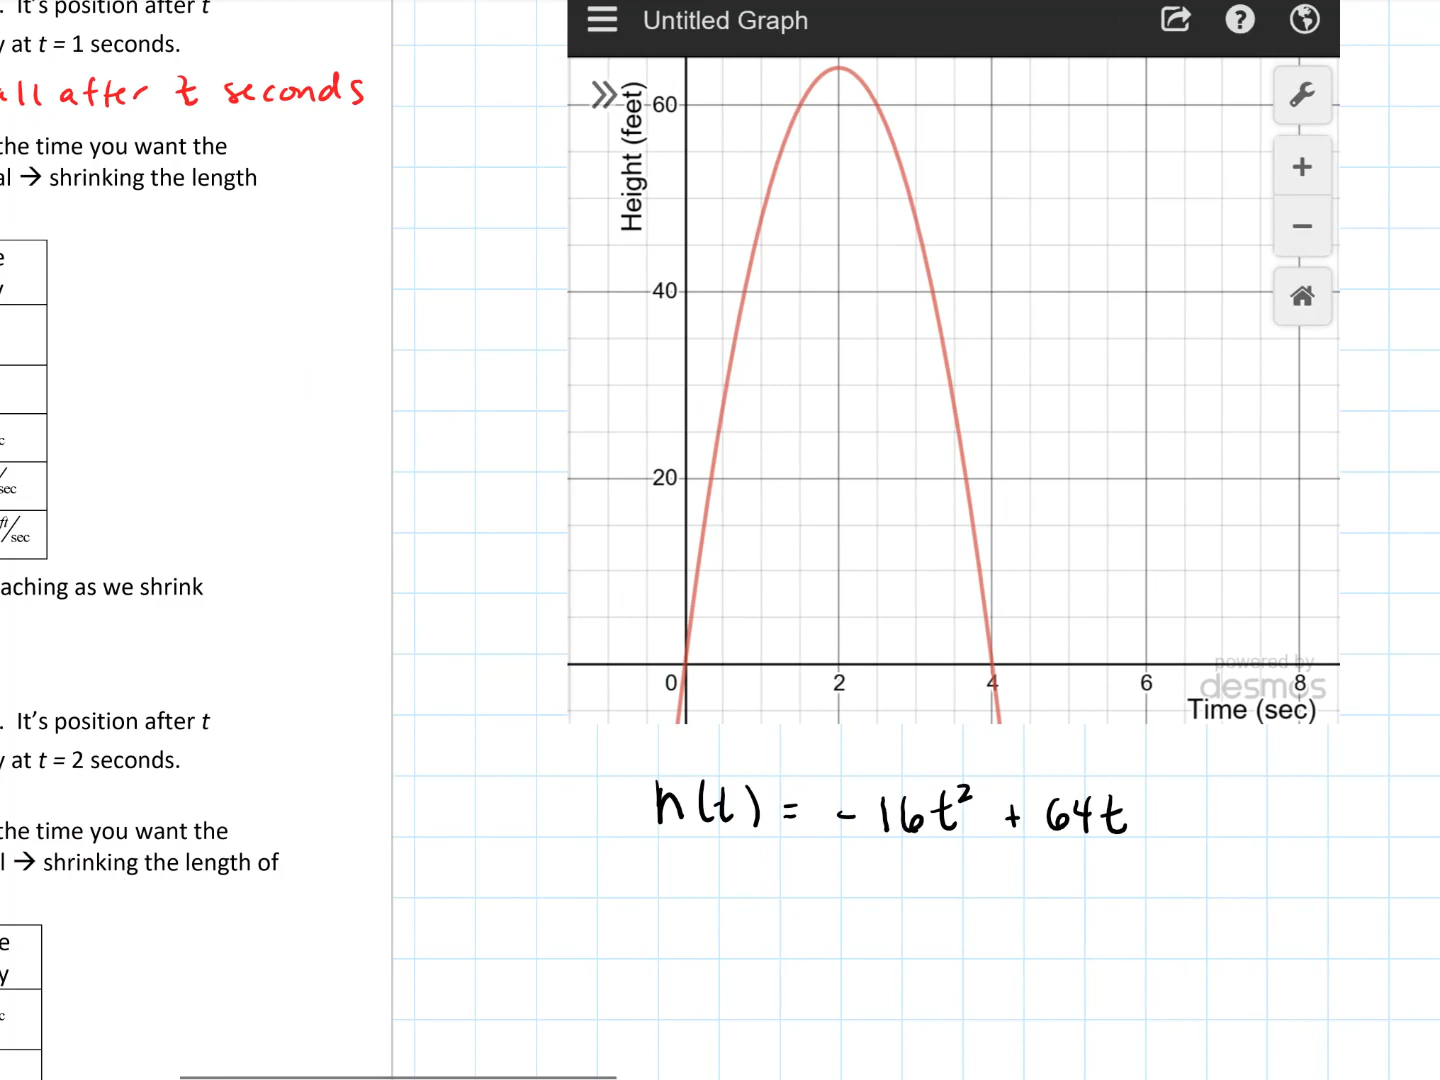 . It's position after t
y at t = 1 seconds.
all after t seconds
the time you want the
al → shrinking the length
e
y
c
/
sec
ft/sec
aching as we shrink
. It's position after t
y at t = 2 seconds.
the time you want the
l → shrinking the length of
e
y
c
Untitled Graph
Height (feet)
60
40
20
0 2 4 6 8
powered by
desmos
Time (sec)
h(t) = - 16t² + 64t